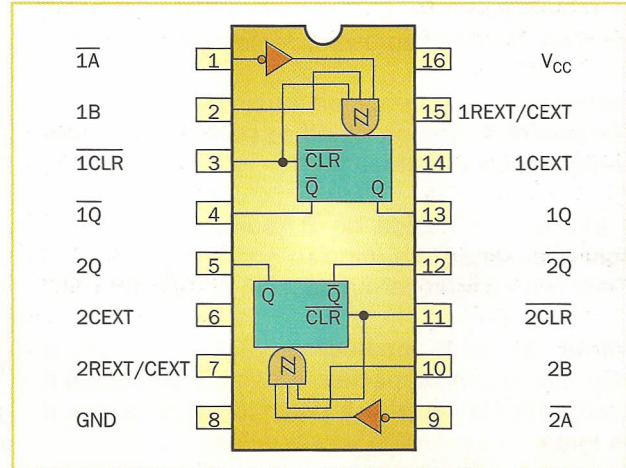 1A 1 16 VCC
1B 2 15 1REXT/CEXT
1CLR 3 CLR 14 1CEXT
Q Q
1Q 4 13 1Q
2Q 5 12 2Q
Q Q
2CEXT 6 CLR 11 2CLR
2REXT/CEXT 7 10 2B
GND 8 9 2A